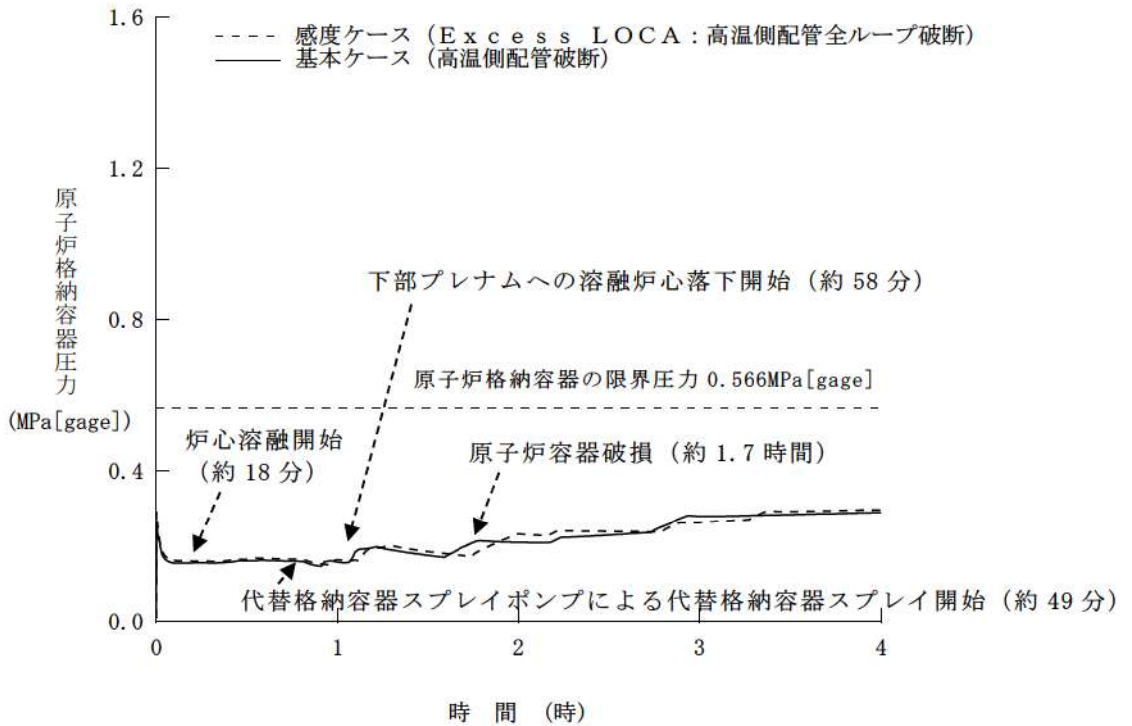 1.6
感度ケース（Ｅｘｃｅｓｓ ＬＯＣＡ：高温側配管全ループ破断）
基本ケース（高温側配管破断）
1.2
原子炉格納容器圧力
(MPa[gage])
0.8
下部プレナムへの溶融炉心落下開始（約 58 分）
原子炉格納容器の限界圧力 0.566MPa[gage]
炉心溶融開始
（約 18 分）
原子炉容器破損（約 1.7 時間）
0.4
代替格納容器スプレイポンプによる代替格納容器スプレイ開始（約 49 分）
0.0
0 1 2 3 4
時 間 (時)